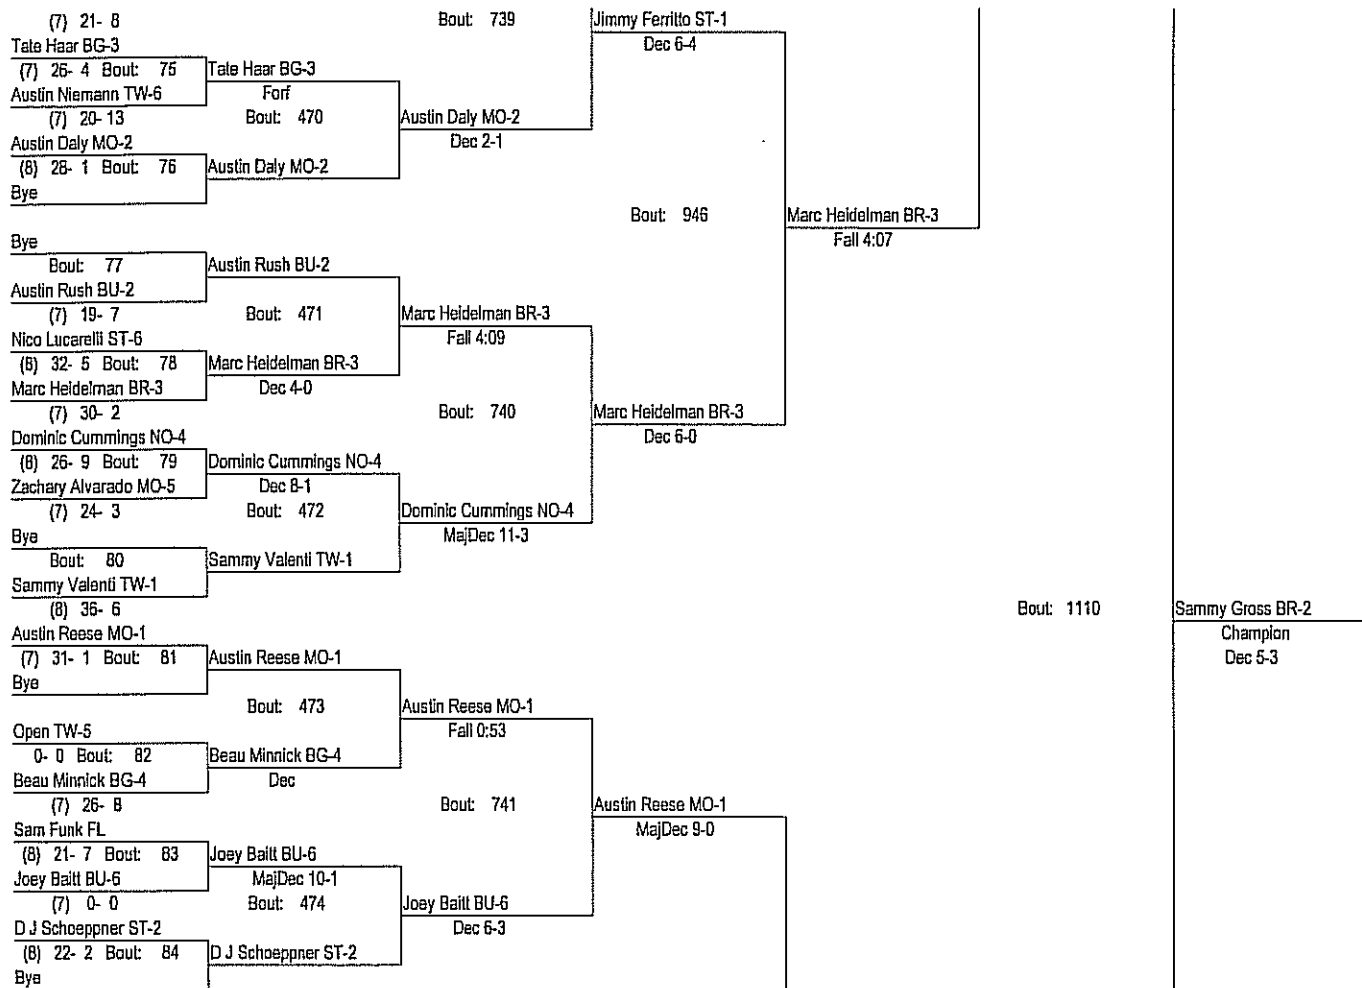 (7) 21- 8
Bout: 739
Jimmy Ferritto ST-1
Dec 6-4
Tate Haar BG-3
(7) 26- 4 Bout: 75
Tate Haar BG-3
Austin Niemann TW-6
Forf
(7) 20- 13
Bout: 470
Austin Daly MO-2
Dec 2-1
Austin Daly MO-2
(8) 28- 1 Bout: 76
Austin Daly MO-2
Bye
Bout: 946
Marc Heidelman BR-3
Fall 4:07
Bye
Bout: 77
Austin Rush BU-2
Austin Rush BU-2
(7) 19- 7
Bout: 471
Marc Heidelman BR-3
Fall 4:09
Nico Lucarelli ST-6
(8) 32- 5 Bout: 78
Marc Heidelman BR-3
Marc Heidelman BR-3
Dec 4-0
(7) 30- 2
Bout: 740
Marc Heidelman BR-3
Dec 6-0
Dominic Cummings NO-4
(8) 26- 9 Bout: 79
Dominic Cummings NO-4
Zachary Alvarado MO-5
Dec 8-1
(7) 24- 3
Bout: 472
Dominic Cummings NO-4
MajDec 11-3
Bye
Bout: 80
Sammy Valenti TW-1
Sammy Valenti TW-1
(8) 36- 6
Bout: 1110
Sammy Gross BR-2
Champion
Dec 5-3
Austin Reese MO-1
(7) 31- 1 Bout: 81
Austin Reese MO-1
Bye
Bout: 473
Austin Reese MO-1
Fall 0:53
Open TW-5
0- 0 Bout: 82
Beau Minnick BG-4
Beau Minnick BG-4
Dec
(7) 26- 8
Bout: 741
Austin Reese MO-1
MajDec 9-0
Sam Funk FL
(8) 21- 7 Bout: 83
Joey Baitt BU-6
Joey Baitt BU-6
MajDec 10-1
(7) 0- 0
Bout: 474
Joey Baitt BU-6
Dec 6-3
D J Schoeppner ST-2
(8) 22- 2 Bout: 84
D J Schoeppner ST-2
Bye